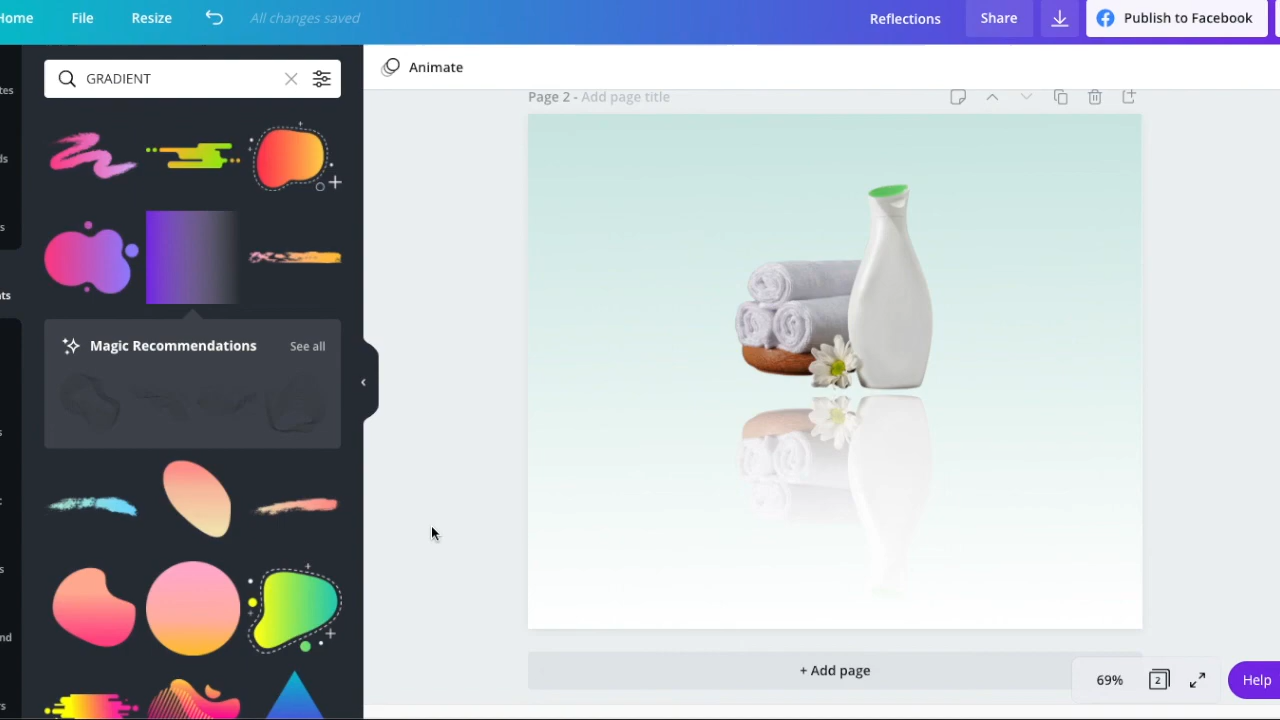 Home File Resize All changes saved Reflections Share Publish to Facebook
GRADIENT
Animate
Page 2 - Add page title
Magic Recommendations See all
+ Add page
69% 2 Help